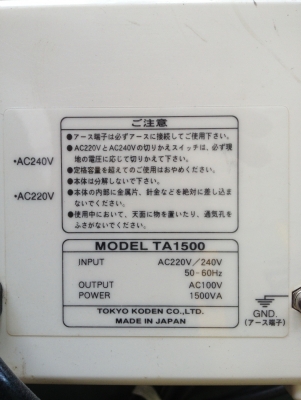 ご注意
●アース端子は必ずアースに接続してご使用下さい。
●AC220VとAC240Vの切りかえスイッチは、必ず現
地の電圧に応じて切りかえて下さい。
●定格容量を超えてのご使用はおやめください。
●本体は分解しないで下さい。
●本体の内部に金属片、針金などを絶対に差し込ま
ないでください。
●使用中において、天面に物を置いたり、通気孔を
ふさがないでください。
•AC240V
•AC220V
MODEL TA1500
INPUT AC220V/240V
50-60Hz
OUTPUT AC100V
POWER 1500VA
TOKYO KODEN CO.,LTD.
MADE IN JAPAN
GND.
(アース端子)